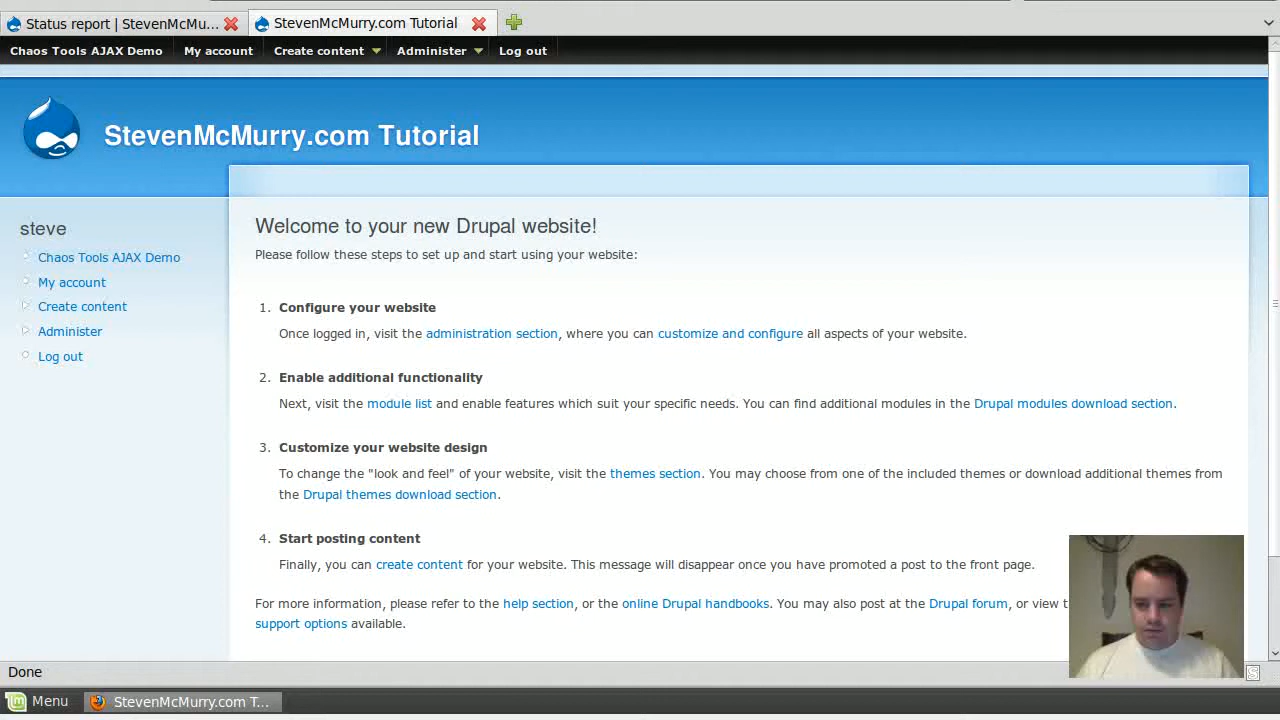 Status report | StevenMcMu...
StevenMcMurry.com Tutorial
Chaos Tools AJAX Demo
My account
Create content
Administer
Log out
StevenMcMurry.com Tutorial
steve
Chaos Tools AJAX Demo
My account
Create content
Administer
Log out
Welcome to your new Drupal website!
Please follow these steps to set up and start using your website:
1. Configure your website
Once logged in, visit the administration section, where you can customize and configure all aspects of your website.
2. Enable additional functionality
Next, visit the module list and enable features which suit your specific needs. You can find additional modules in the Drupal modules download section.
3. Customize your website design
To change the "look and feel" of your website, visit the themes section. You may choose from one of the included themes or download additional themes from
the Drupal themes download section.
4. Start posting content
Finally, you can create content for your website. This message will disappear once you have promoted a post to the front page.
For more information, please refer to the help section, or the online Drupal handbooks. You may also post at the Drupal forum, or view t
support options available.
Done
S
Menu
StevenMcMurry.com T...